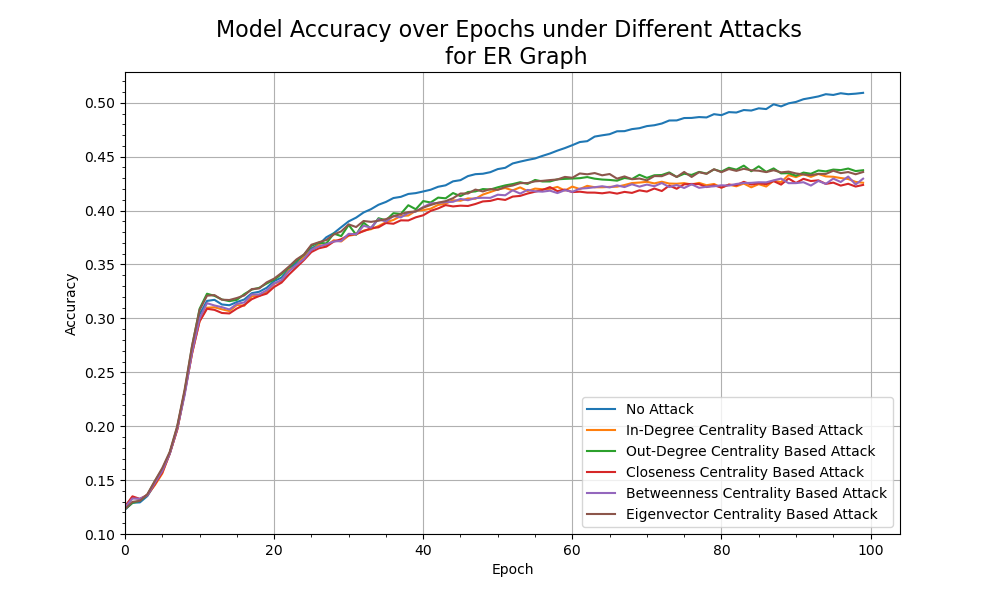 Model Accuracy over Epochs under Different Attacks
for ER Graph
Accuracy
0.50
0.45
0.40
0.35
0.30
0.25
0.20
0.15
0.10
No Attack
In-Degree Centrality Based Attack
Out-Degree Centrality Based Attack
Closeness Centrality Based Attack
Betweenness Centrality Based Attack
Eigenvector Centrality Based Attack
0 20 40 60 80 100
Epoch